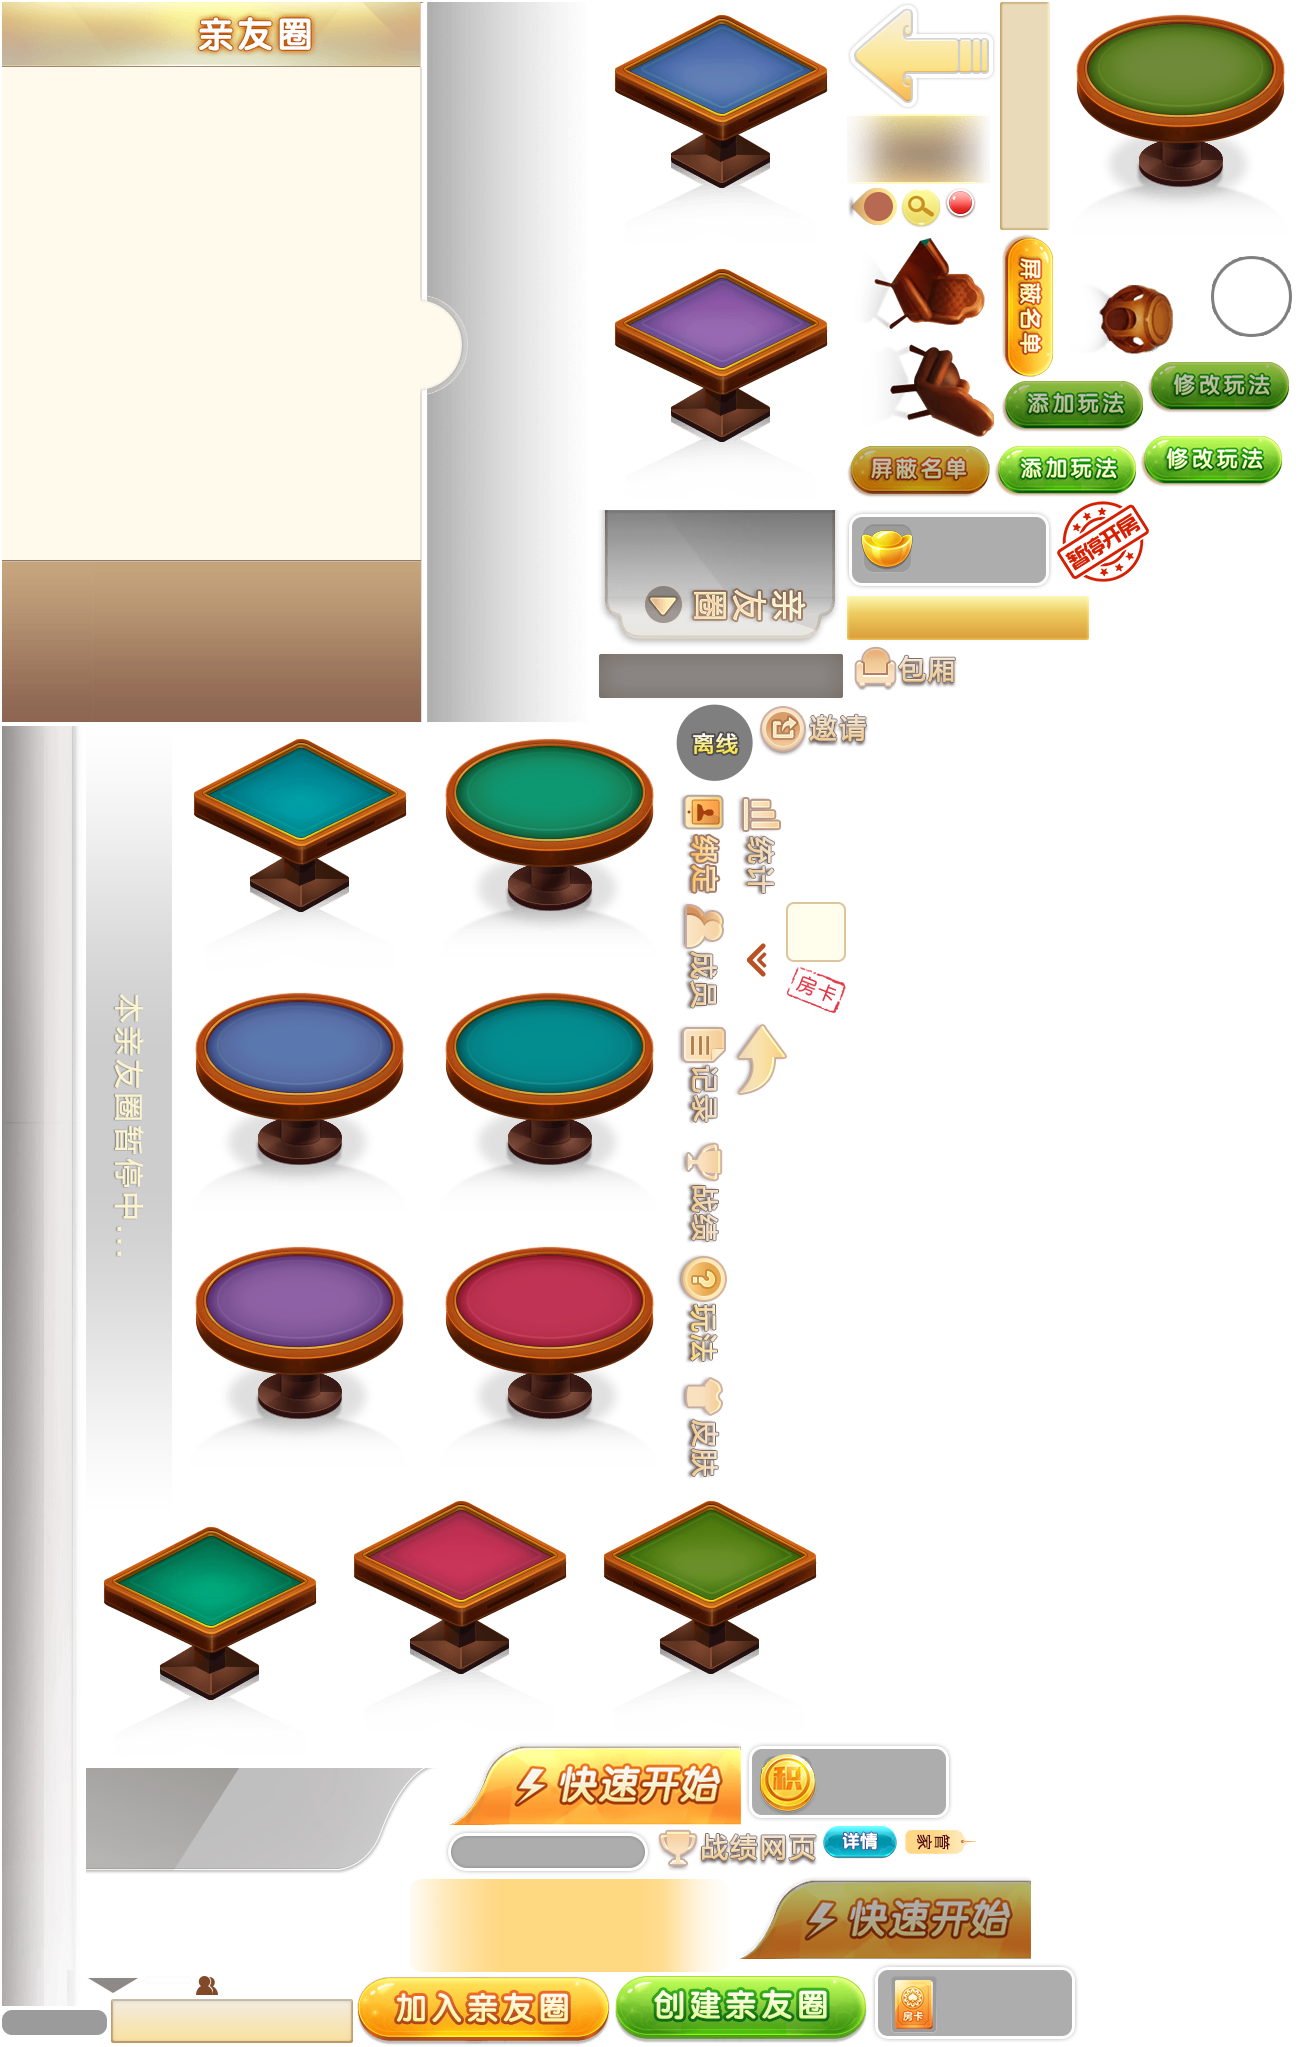 亲友圈
屏蔽名单
修改玩法
添加玩法
屏蔽名单
添加玩法
修改玩法
暂停开房
亲友圈
包厢
离线
邀请
绑定
统计
成员
房卡
本亲友圈暂停中...
记录
战绩
玩法
皮肤
快速开始
积
战绩网页
详情
管家
快速开始
加入亲友圈
创建亲友圈
房卡